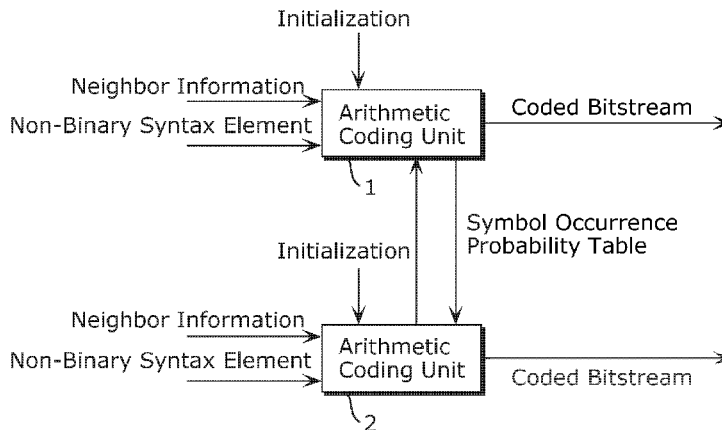 Initialization
Neighbor Information
Non-Binary Syntax Element
Arithmetic
Coding Unit
Coded Bitstream
1
Symbol Occurrence
Probability Table
Initialization
Neighbor Information
Non-Binary Syntax Element
Arithmetic
Coding Unit
Coded Bitstream
2